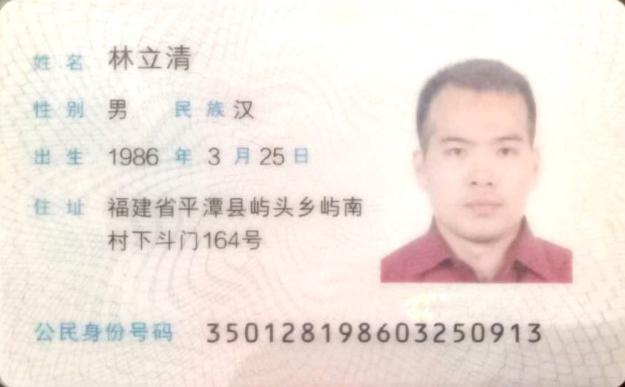 姓名 林立清
性别 男 民族 汉
出生 1986 年 3 月 25 日
住址 福建省平潭县屿头乡屿南
村下斗门164号
公民身份号码 350128198603250913